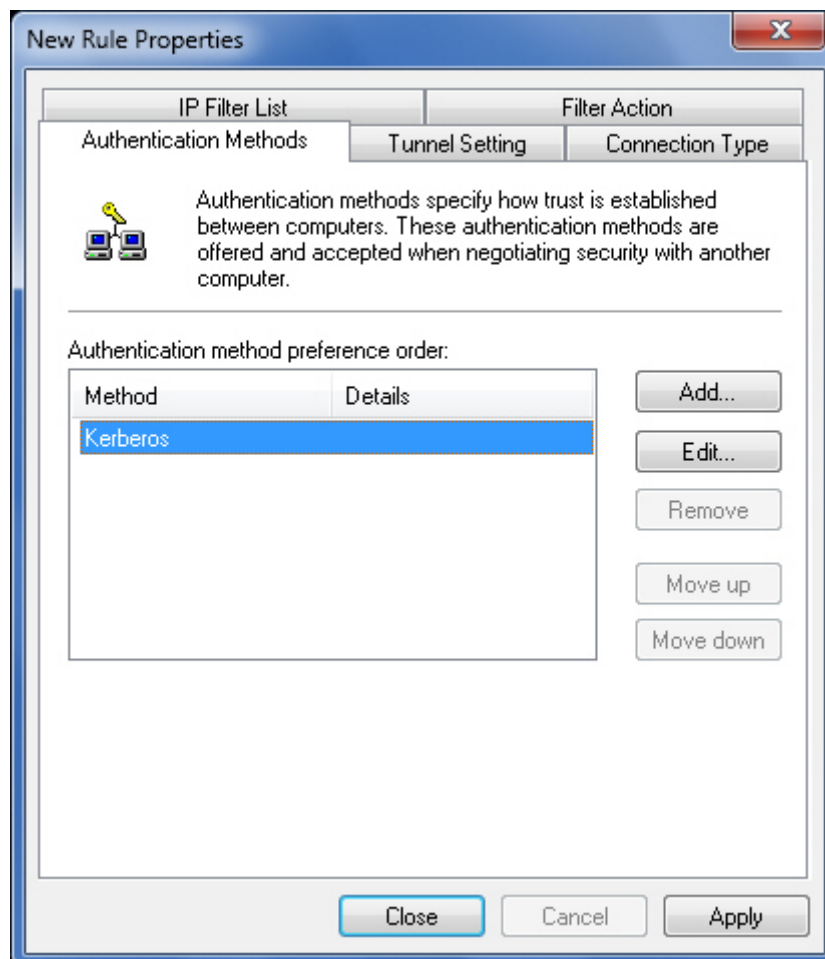 New Rule Properties
IP Filter List
Filter Action
Authentication Methods
Tunnel Setting
Connection Type
Authentication methods specify how trust is established
between computers. These authentication methods are
offered and accepted when negotiating security with another
computer.
Authentication method preference order:
Method
Details
Kerberos
Add...
Edit...
Remove
Move up
Move down
Close
Cancel
Apply